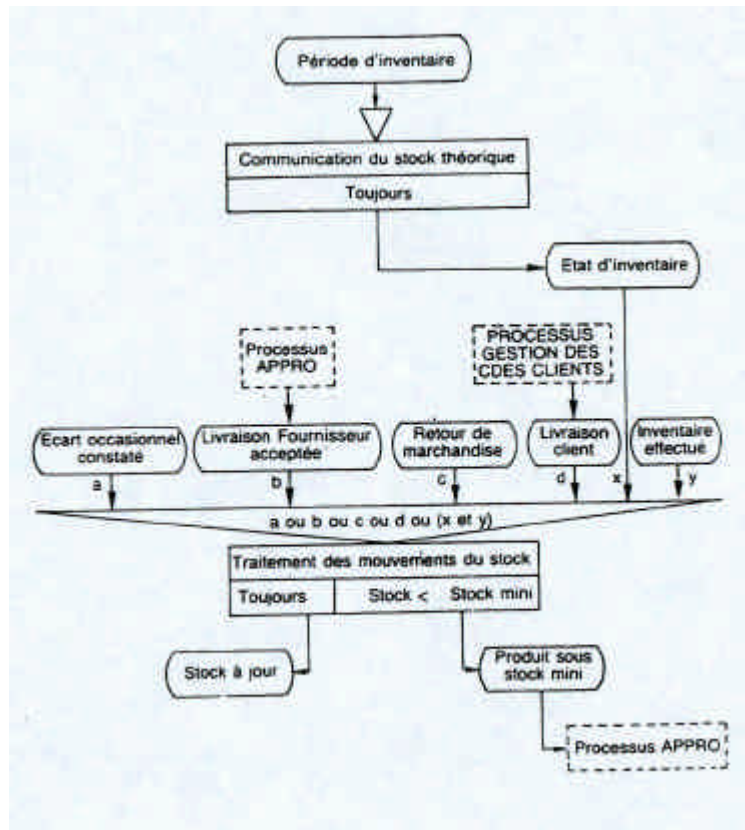 Période d'inventaire
Communication du stock théorique
Toujours
Etat d'inventaire
Processus
APPRO
PROCESSUS
GESTION DES
CDES CLIENTS
Ecart occasionnel
constaté
Livraison Fournisseur
acceptée
Retour de
marchandise
Livraison
client
Inventaire
effectué
a
b
c
d
x
y
a ou b ou c ou d ou (x et y)
Traitement des mouvements du stock
Toujours
Stock < Stock mini
Stock à jour
Produit sous
stock mini
Processus APPRO